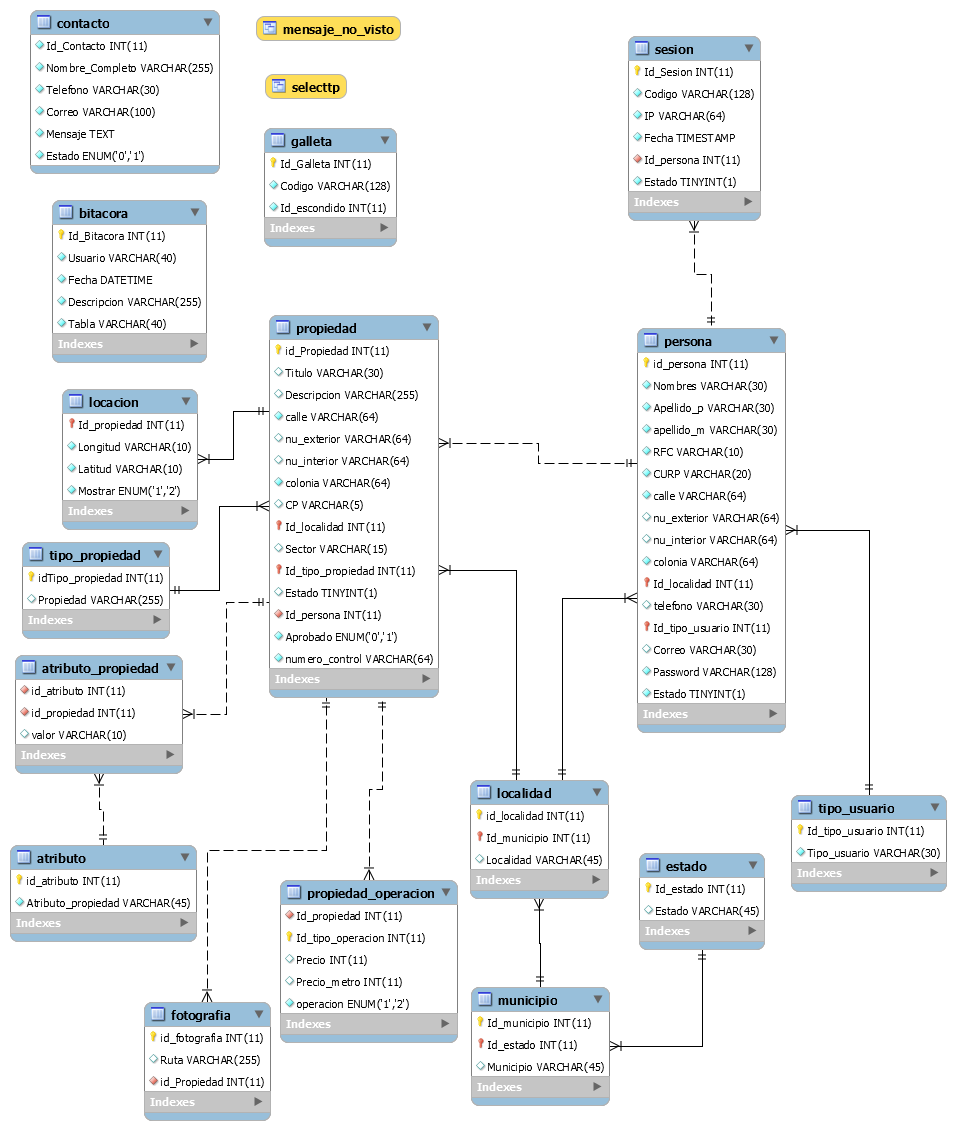 contacto
Id_Contacto INT(11)
Nombre_Completo VARCHAR(255)
Telefono VARCHAR(30)
Correo VARCHAR(100)
Mensaje TEXT
Estado ENUM('0','1')
mensaje_no_visto
selecttp
galleta
Id_Galleta INT(11)
Codigo VARCHAR(128)
Id_escondido INT(11)
Indexes
sesion
Id_Sesion INT(11)
Codigo VARCHAR(128)
IP VARCHAR(64)
Fecha TIMESTAMP
Id_persona INT(11)
Estado TINYINT(1)
Indexes
bitacora
Id_Bitacora INT(11)
Usuario VARCHAR(40)
Fecha DATETIME
Descripcion VARCHAR(255)
Tabla VARCHAR(40)
Indexes
propiedad
id_Propiedad INT(11)
Titulo VARCHAR(30)
Descripcion VARCHAR(255)
calle VARCHAR(64)
nu_exterior VARCHAR(64)
nu_interior VARCHAR(64)
colonia VARCHAR(64)
CP VARCHAR(5)
Id_localidad INT(11)
Sector VARCHAR(15)
Id_tipo_propiedad INT(11)
Estado TINYINT(1)
Id_persona INT(11)
Aprobado ENUM('0','1')
numero_control VARCHAR(64)
Indexes
persona
id_persona INT(11)
Nombres VARCHAR(30)
Apellido_p VARCHAR(30)
apellido_m VARCHAR(30)
RFC VARCHAR(10)
CURP VARCHAR(20)
calle VARCHAR(64)
nu_exterior VARCHAR(64)
nu_interior VARCHAR(64)
colonia VARCHAR(64)
Id_localidad INT(11)
telefono VARCHAR(30)
Id_tipo_usuario INT(11)
Correo VARCHAR(30)
Password VARCHAR(128)
Estado TINYINT(1)
Indexes
locacion
Id_propiedad INT(11)
Longitud VARCHAR(10)
Latitud VARCHAR(10)
Mostrar ENUM('1','2')
Indexes
tipo_propiedad
idTipo_propiedad INT(11)
Propiedad VARCHAR(255)
Indexes
atributo_propiedad
id_atributo INT(11)
id_propiedad INT(11)
valor VARCHAR(10)
Indexes
atributo
id_atributo INT(11)
Atributo_propiedad VARCHAR(45)
Indexes
propiedad_operacion
Id_propiedad INT(11)
Id_tipo_operacion INT(11)
Precio INT(11)
Precio_metro INT(11)
operacion ENUM('1','2')
Indexes
localidad
id_localidad INT(11)
Id_municipio INT(11)
Localidad VARCHAR(45)
Indexes
tipo_usuario
Id_tipo_usuario INT(11)
Tipo_usuario VARCHAR(30)
Indexes
estado
Id_estado INT(11)
Estado VARCHAR(45)
Indexes
fotografia
id_fotografia INT(11)
Ruta VARCHAR(255)
id_Propiedad INT(11)
Indexes
municipio
Id_municipio INT(11)
Id_estado INT(11)
Municipio VARCHAR(45)
Indexes